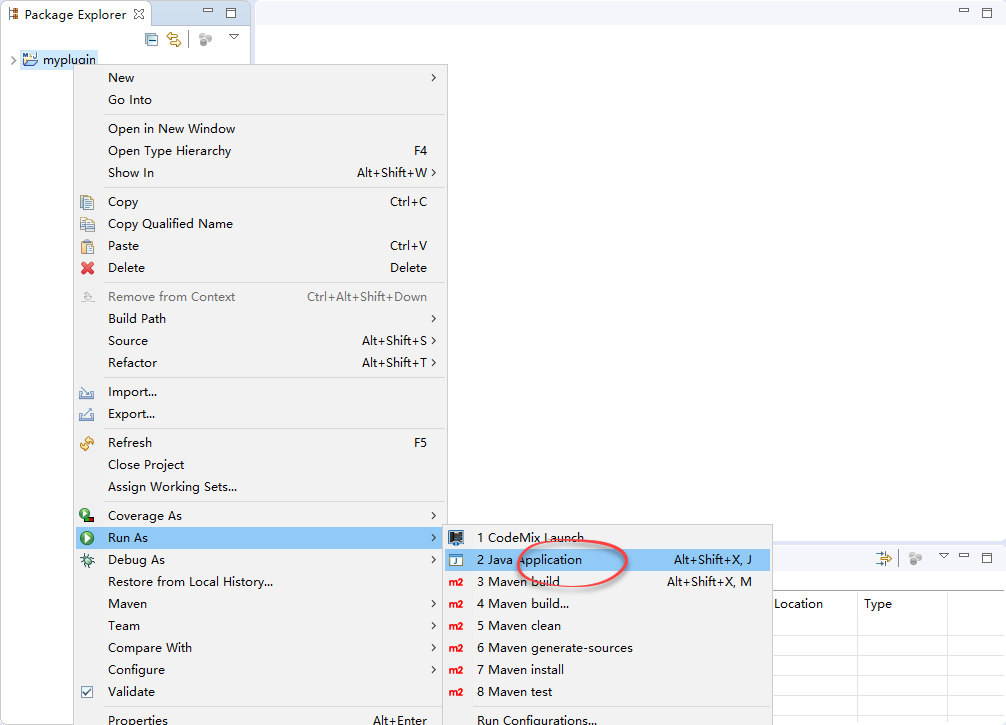 Package Explorer
myplugin
New
Go Into
Open in New Window
Open Type Hierarchy F4
Show In Alt+Shift+W
Copy Ctrl+C
Copy Qualified Name
Paste Ctrl+V
Delete Delete
Remove from Context Ctrl+Alt+Shift+Down
Build Path
Source Alt+Shift+S
Refactor Alt+Shift+T
Import...
Export...
Refresh F5
Close Project
Assign Working Sets...
Coverage As
Run As
Debug As
Restore from Local History...
Maven
Team
Compare With
Configure
Validate
Properties Alt+Enter
1 CodeMix Launch
2 Java Application Alt+Shift+X, J
m2 3 Maven build Alt+Shift+X, M
m2 4 Maven build...
m2 5 Maven clean
m2 6 Maven generate-sources
m2 7 Maven install
m2 8 Maven test
Run Configurations...
Location Type